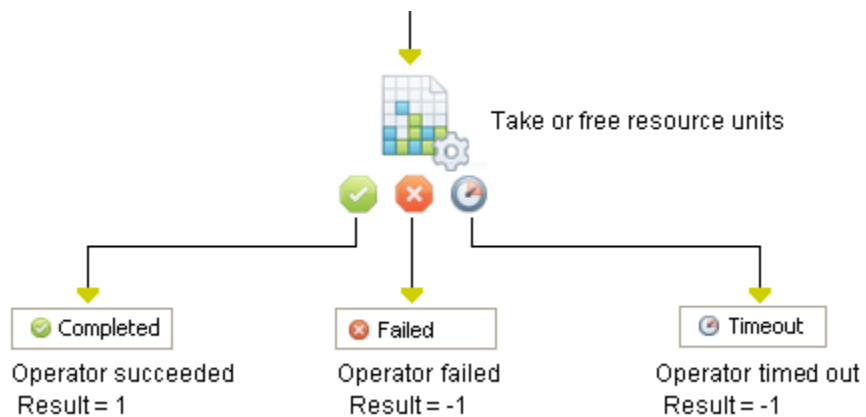 Take or free resource units
Completed
Failed
Timeout
Operator succeeded
Result = 1
Operator failed
Result = -1
Operator timed out
Result = -1